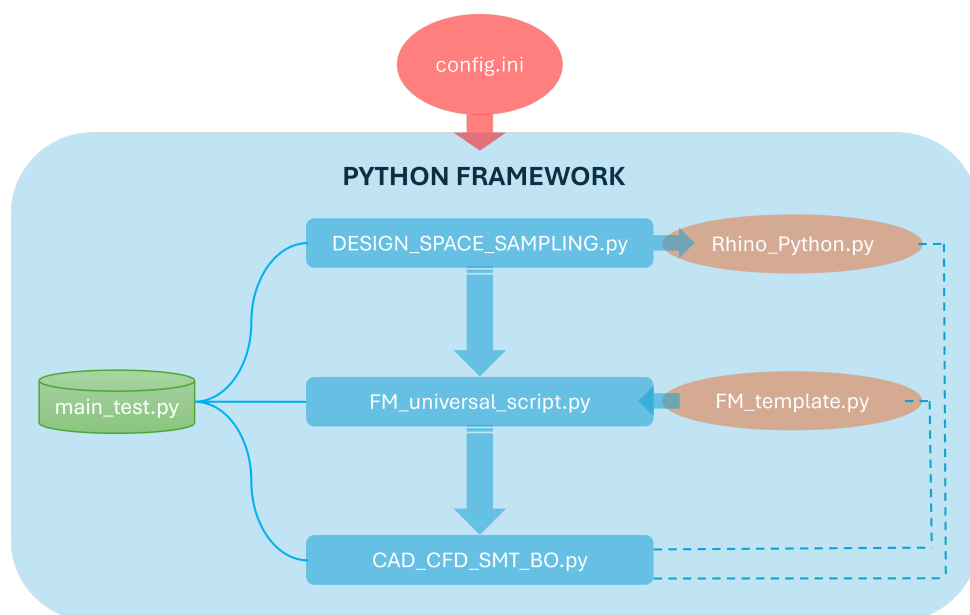 config.ini
PYTHON FRAMEWORK
DESIGN_SPACE_SAMPLING.py
Rhino_Python.py
main_test.py
FM_universal_script.py
FM_template.py
CAD_CFD_SMT_BO.py